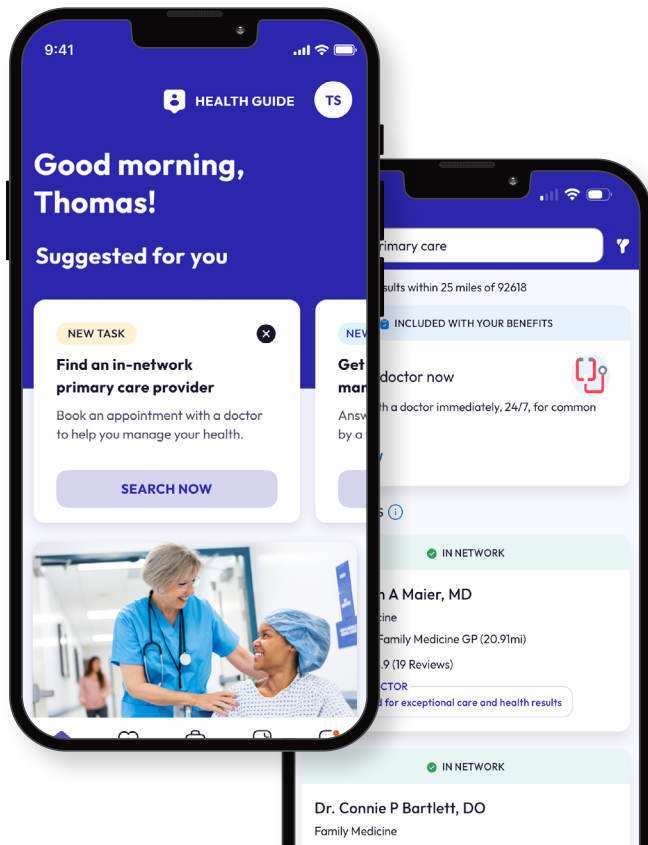 9:41
HEALTH GUIDE
TS
Good morning,
Thomas!
Suggested for you
NEW TASK
Find an in-network
primary care provider
Book an appointment with a doctor
to help you manage your health.
SEARCH NOW
NEW
Get
by a
rimary care
sults within 25 miles of 92618
INCLUDED WITH YOUR BENEFITS
doctor now
h a doctor immediately, 24/7, for common
IN NETWORK
A Maier, MD
cine
Family Medicine GP (20.91mi)
.9 (19 Reviews)
CTOR
d for exceptional care and health results
IN NETWORK
Dr. Connie P Bartlett, DO
Family Medicine